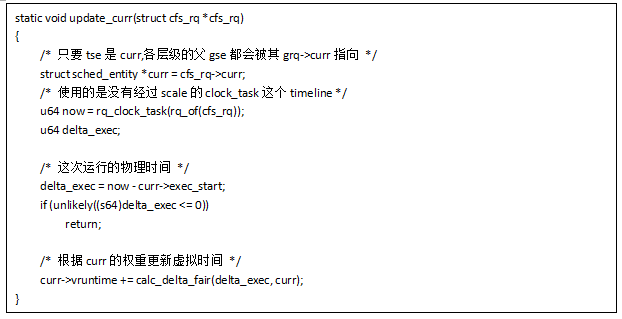 static void update_curr(struct cfs_rq *cfs_rq)
{
/* 只要 tse 是 curr,各层级的父 gse 都会被其 grq->curr 指向 */
struct sched_entity *curr = cfs_rq->curr;
/* 使用的是没有经过 scale 的 clock_task 这个 timeline */
u64 now = rq_clock_task(rq_of(cfs_rq));
u64 delta_exec;
/* 这次运行的物理时间 */
delta_exec = now - curr->exec_start;
if (unlikely((s64)delta_exec <= 0))
return;
/* 根据 curr 的权重更新虚拟时间 */
curr->vruntime += calc_delta_fair(delta_exec, curr);
}